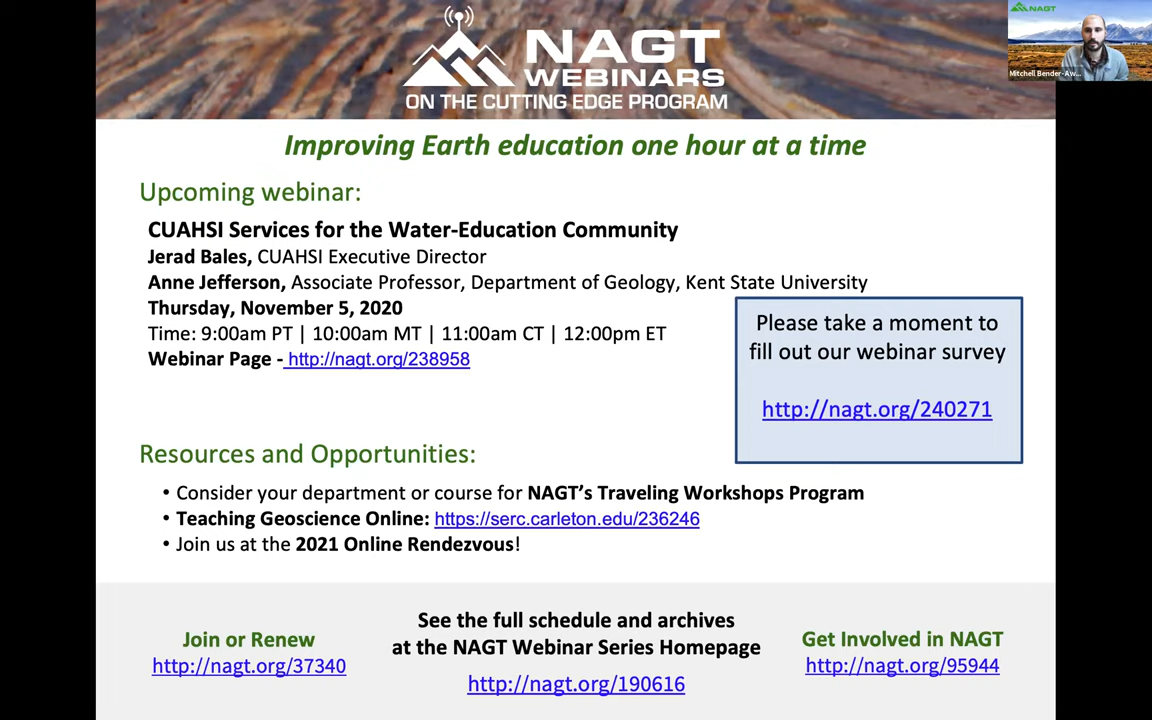 NAGT
WEBINARS
ON THE CUTTING EDGE PROGRAM
NAGT
Mitchell Bender-Aw...
Improving Earth education one hour at a time
Upcoming webinar:
CUAHSI Services for the Water-Education Community
Jerad Bales, CUAHSI Executive Director
Anne Jefferson, Associate Professor, Department of Geology, Kent State University
Thursday, November 5, 2020
Time: 9:00am PT | 10:00am MT | 11:00am CT | 12:00pm ET
Webinar Page - http://nagt.org/238958
Please take a moment to
fill out our webinar survey
http://nagt.org/240271
Resources and Opportunities:
• Consider your department or course for NAGT's Traveling Workshops Program
• Teaching Geoscience Online: https://serc.carleton.edu/236246
• Join us at the 2021 Online Rendezvous!
Join or Renew
http://nagt.org/37340
See the full schedule and archives
at the NAGT Webinar Series Homepage
http://nagt.org/190616
Get Involved in NAGT
http://nagt.org/95944